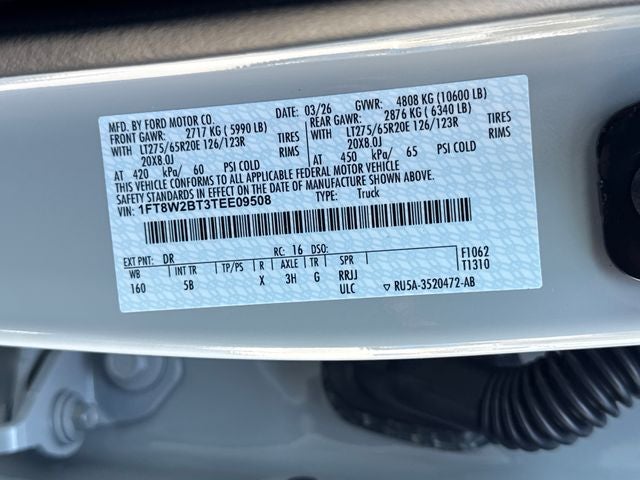 MFD. BY FORD MOTOR CO. DATE: 03/26 GVWR: 4808 KG (10600 LB)
FRONT GAWR: 2717 KG ( 5990 LB) REAR GAWR: 2876 KG ( 6340 LB)
WITH LT275/65R20E 126/123R TIRES WITH LT275/65R20E 126/123R TIRES
20X8.0J RIMS 20X8.0J RIMS
AT 420 kPa/ 60 PSI COLD AT 450 kPa/ 65 PSI COLD
THIS VEHICLE CONFORMS TO ALL APPLICABLE FEDERAL MOTOR VEHICLE
SAFETY STANDARDS IN EFFECT ON THE DATE OF MANUFACTURE SHOWN ABOVE.
VIN: 1FT8W2BT3TEE09508 TYPE: Truck
EXT PNT: DR RC: 16 DSO: F1062
WB INT TR TP/PS R AXLE TR SPR T1310
160 5B X 3H G RRJJ
ULC ▽ RU5A-3520472-AB